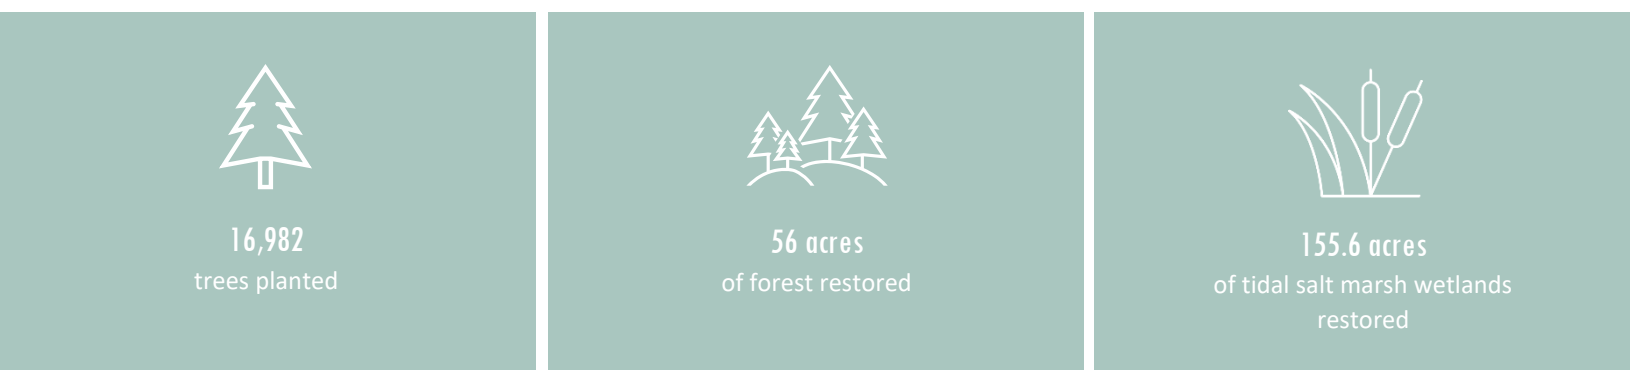 16,982
trees planted
56 acres
of forest restored
155.6 acres
of tidal salt marsh wetlands
restored